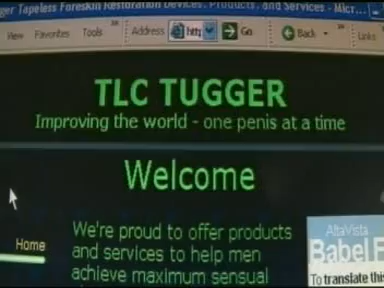 ger Tapeless Foreskin Restoration Devices, Products, and Services - Micr...
View Favorites Tools » Address http Go Back » Links
TLC TUGGER
Improving the world - one penis at a time
Welcome
We're proud to offer products
and services to help men
achieve maximum sensual
Home
AltaVista
Babel F
To translate this